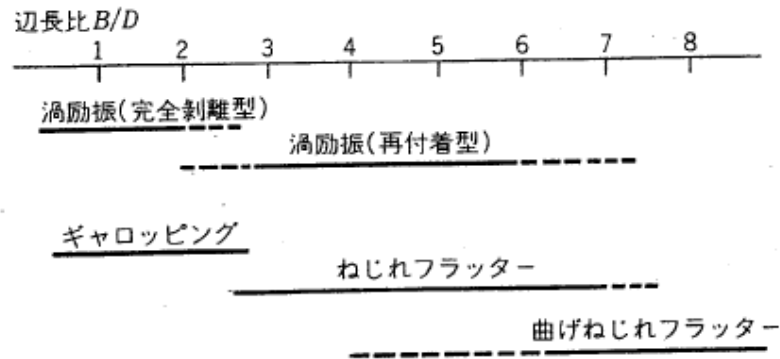 辺長比B/D
1 2 3 4 5 6 7 8
渦励振(完全剝離型)
渦励振(再付着型)
ギャロッピング
ねじれフラッター
曲げねじれフラッター